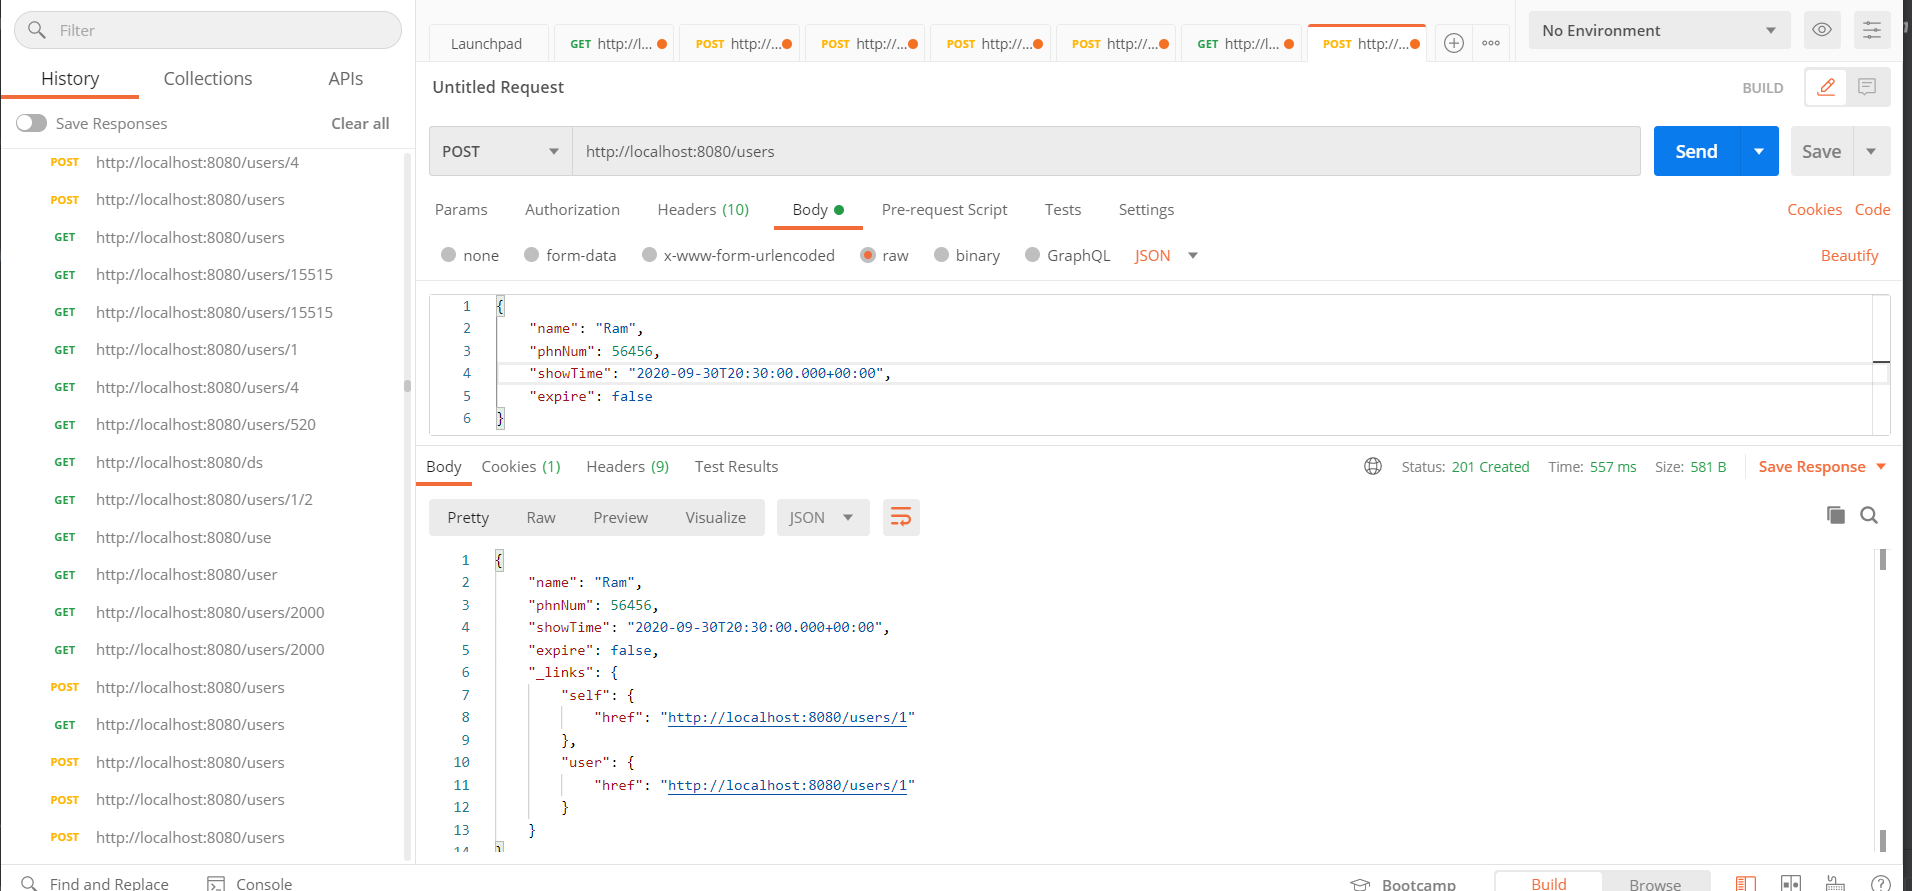 Filter
History Collections APIs
Save Responses Clear all
POST http://localhost:8080/users/4
POST http://localhost:8080/users
GET http://localhost:8080/users
GET http://localhost:8080/users/15515
GET http://localhost:8080/users/15515
GET http://localhost:8080/users/1
GET http://localhost:8080/users/4
GET http://localhost:8080/users/520
GET http://localhost:8080/ds
GET http://localhost:8080/users/1/2
GET http://localhost:8080/use
GET http://localhost:8080/user
GET http://localhost:8080/users/2000
GET http://localhost:8080/users/2000
POST http://localhost:8080/users
GET http://localhost:8080/users
POST http://localhost:8080/users
POST http://localhost:8080/users
POST http://localhost:8080/users
Launchpad GET http://l... POST http://... POST http://... POST http://... POST http://... GET http://l... POST http://...
No Environment
Untitled Request BUILD
POST http://localhost:8080/users Send Save
Params Authorization Headers (10) Body Pre-request Script Tests Settings Cookies Code
none form-data x-www-form-urlencoded raw binary GraphQL JSON Beautify
1 {
2 "name": "Ram",
3 "phnNum": 56456,
4 "showTime": "2020-09-30T20:30:00.000+00:00",
5 "expire": false
6 }
Body Cookies (1) Headers (9) Test Results Status: 201 Created Time: 557 ms Size: 581 B Save Response
Pretty Raw Preview Visualize JSON
1 {
2 "name": "Ram",
3 "phnNum": 56456,
4 "showTime": "2020-09-30T20:30:00.000+00:00",
5 "expire": false,
6 "_links": {
7 "self": {
8 "href": "http://localhost:8080/users/1"
9 },
10 "user": {
11 "href": "http://localhost:8080/users/1"
12 }
13 }
14 }
Find and Replace Console Bootcamp Build Browse